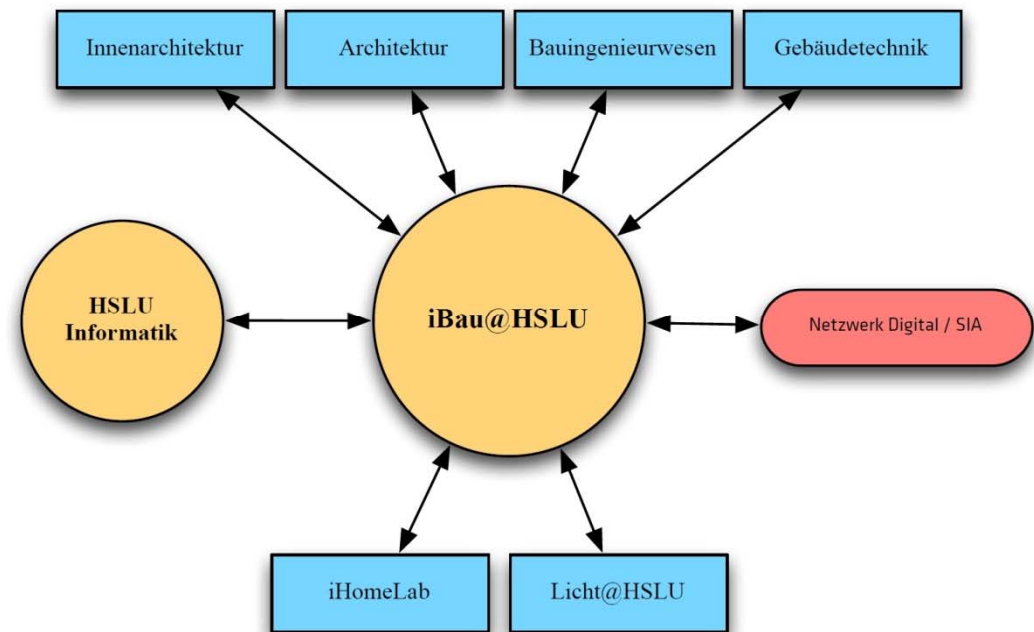 Innenarchitektur
Architektur
Bauingenieurwesen
Gebäudetechnik
HSLU
Informatik
iBau@HSLU
Netzwerk Digital / SIA
iHomeLab
Licht@HSLU